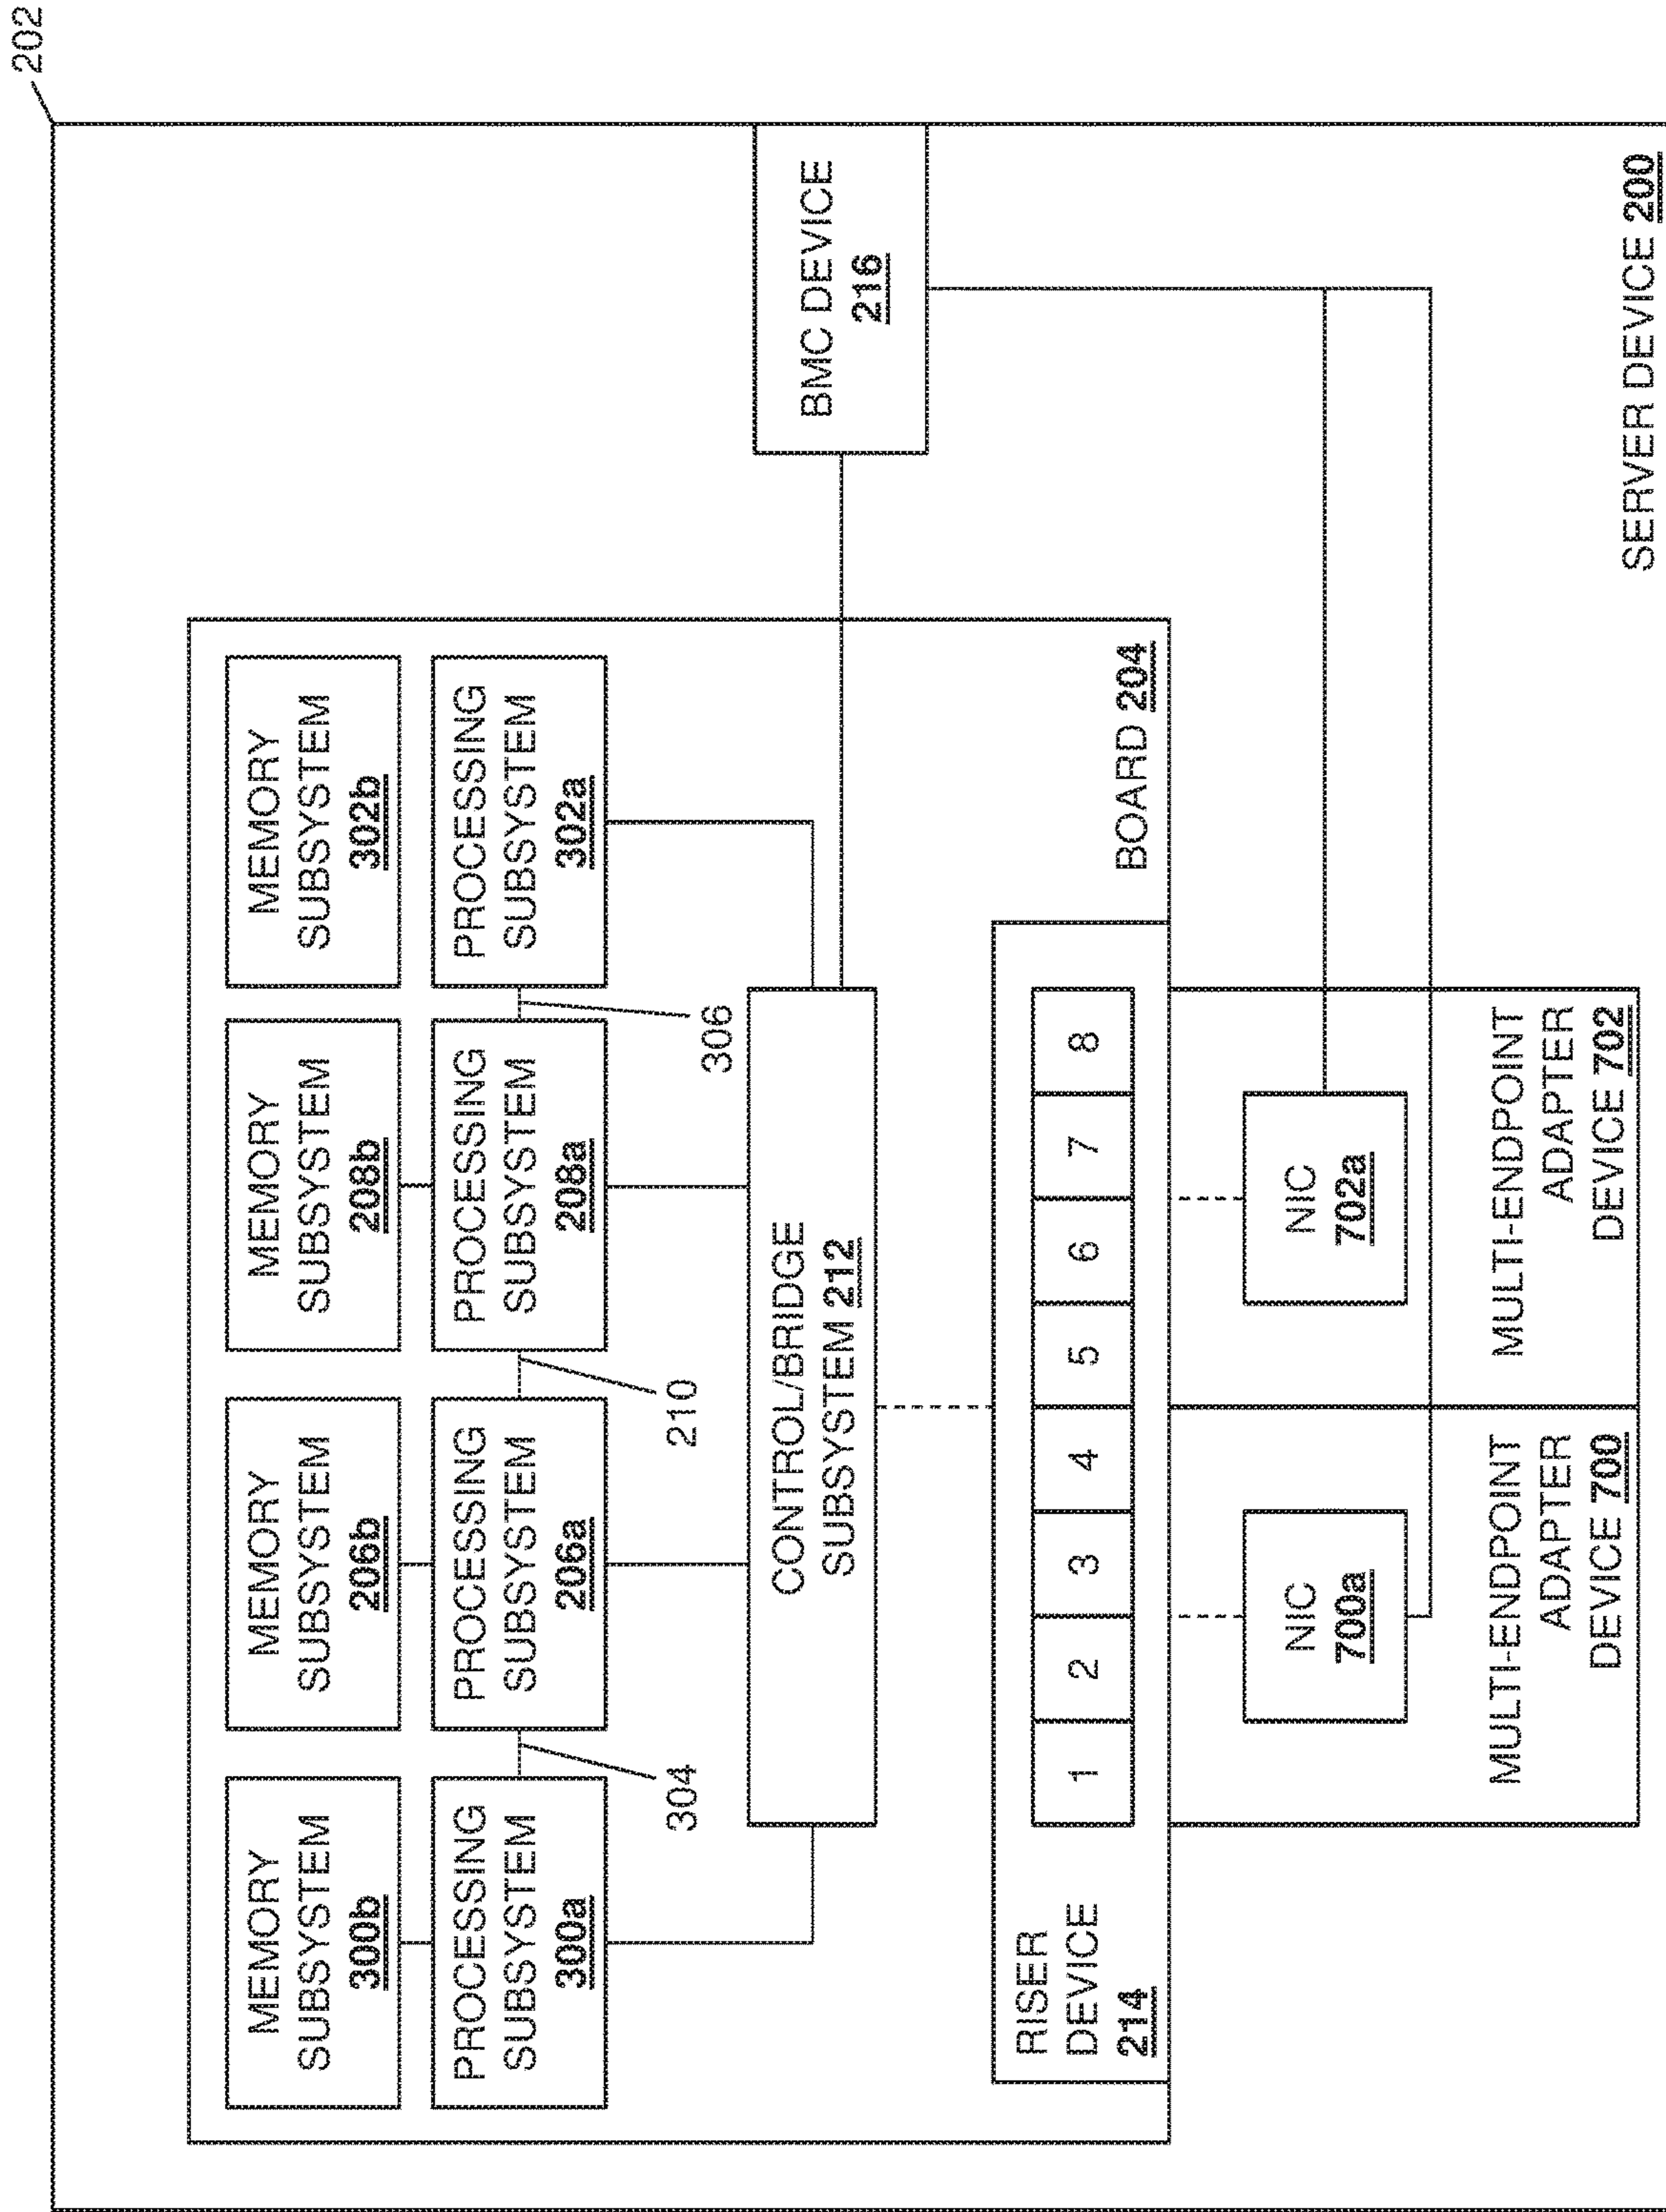 202
MEMORY
SUBSYSTEM
300b
MEMORY
SUBSYSTEM
206b
MEMORY
SUBSYSTEM
208b
MEMORY
SUBSYSTEM
302b
PROCESSING
SUBSYSTEM
300a
PROCESSING
SUBSYSTEM
206a
PROCESSING
SUBSYSTEM
208a
PROCESSING
SUBSYSTEM
302a
304
210
306
CONTROL/BRIDGE
SUBSYSTEM 212
BMC DEVICE
216
RISER
DEVICE
214
1 2 3 4 5 6 7 8
BOARD 204
NIC
700a
NIC
702a
MULTI-ENDPOINT
ADAPTER
DEVICE 700
MULTI-ENDPOINT
ADAPTER
DEVICE 702
SERVER DEVICE 200